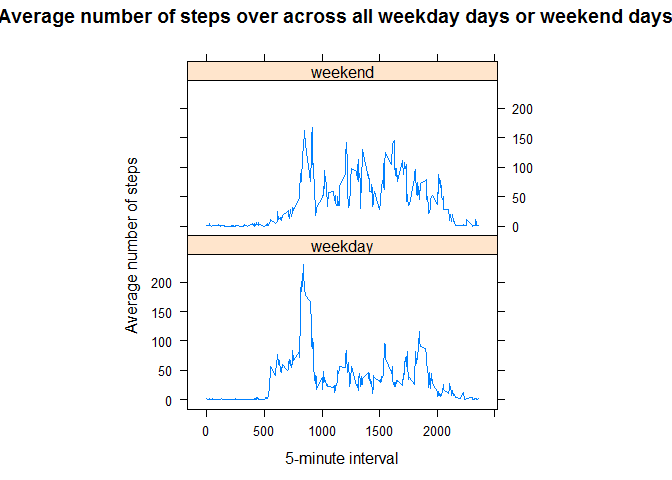 Average number of steps over across all weekday days or weekend days
weekend
200
150
100
50
0
Average number of steps
weekday
200
150
100
50
0
0 500 1000 1500 2000
5-minute interval